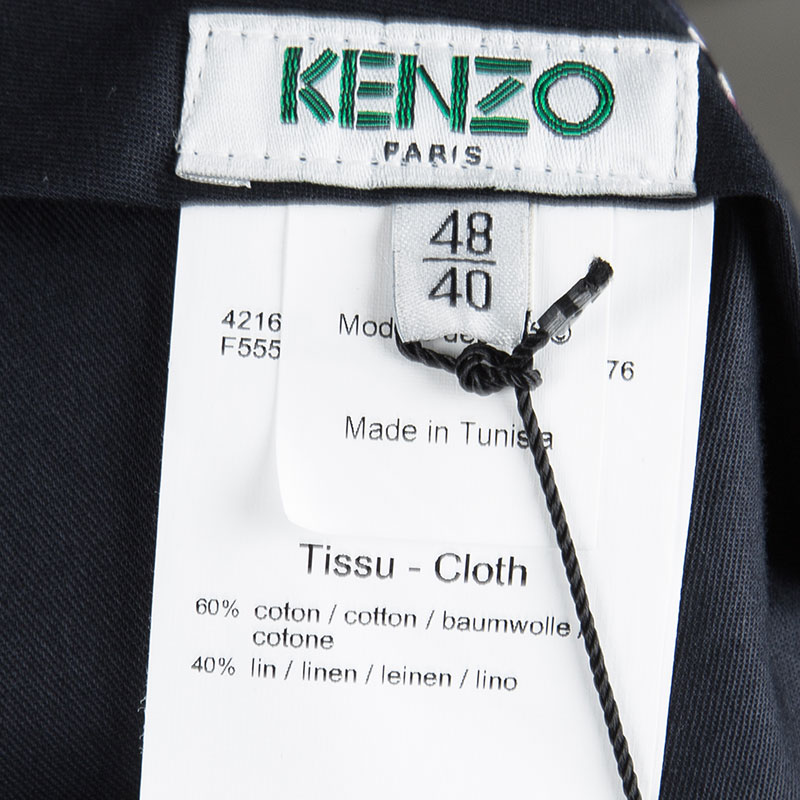 KENZO
PARIS
48
40
4216
F555
76
Made in Tunisia
Tissu - Cloth
60% coton / cotton / baumwolle /
cotone
40% lin / linen / leinen / lino